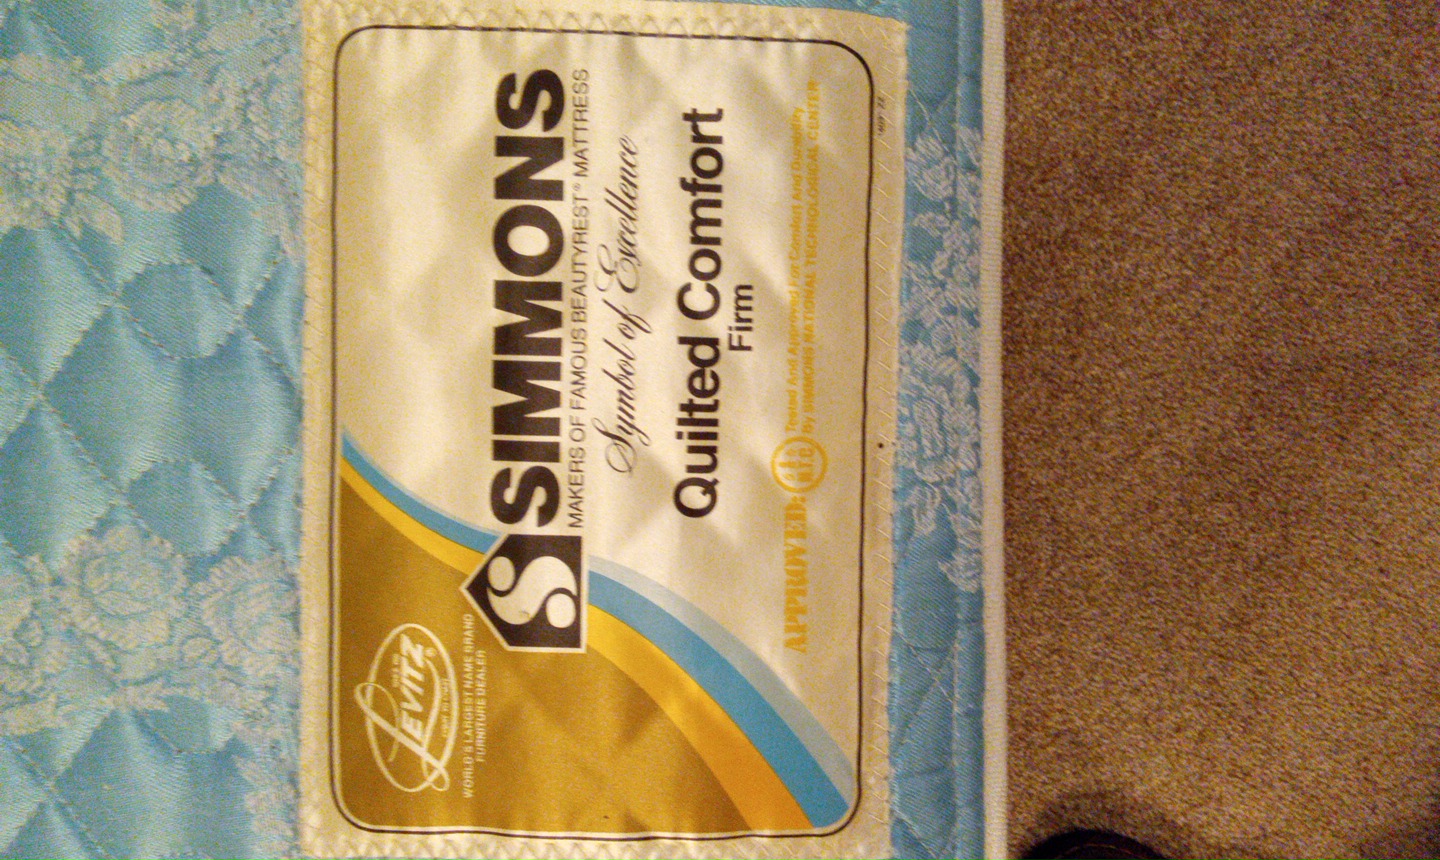 LEVITZ®
WORLD'S LARGEST NAME BRAND
FURNITURE DEALER
SIMMONS
MAKERS OF FAMOUS BEAUTYREST® MATTRESS
Symbol of Excellence
Quilted Comfort
Firm
APPROVED: Tested And Approved For Comfort And Durability
By SIMMONS NATIONAL TECHNOLOGICAL CENTER